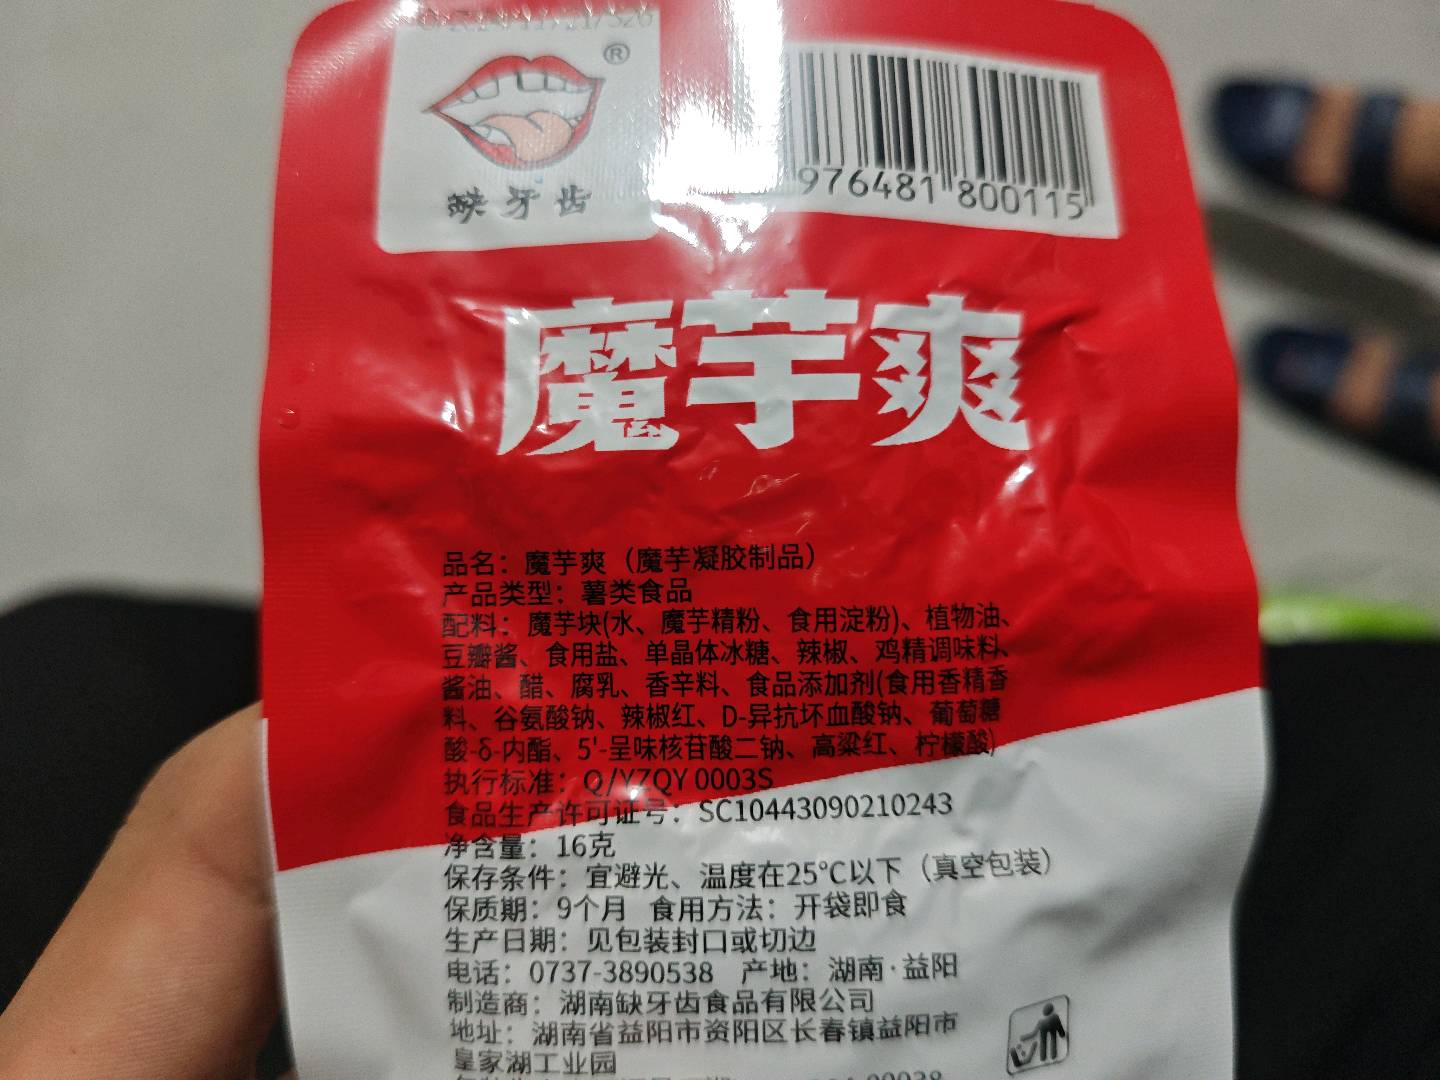 ®
缺牙齿
976481 800115
魔芋爽
品名：魔芋爽（魔芋凝胶制品）
产品类型：薯类食品
配料：魔芋块(水、魔芋精粉、食用淀粉)、植物油、
豆瓣酱、食用盐、单晶体冰糖、辣椒、鸡精调味料、
酱油、醋、腐乳、香辛料、食品添加剂(食用香精香
料、谷氨酸钠、辣椒红、D-异抗坏血酸钠、葡萄糖
酸-δ-内酯、5'-呈味核苷酸二钠、高粱红、柠檬酸)
执行标准：Q/YZQY 0003S
食品生产许可证号：SC10443090210243
净含量：16克
保存条件：宜避光、温度在25℃以下（真空包装）
保质期：9个月 食用方法：开袋即食
生产日期：见包装封口或切边
电话：0737-3890538 产地：湖南·益阳
制造商：湖南缺牙齿食品有限公司
地址：湖南省益阳市资阳区长春镇益阳市
皇家湖工业园